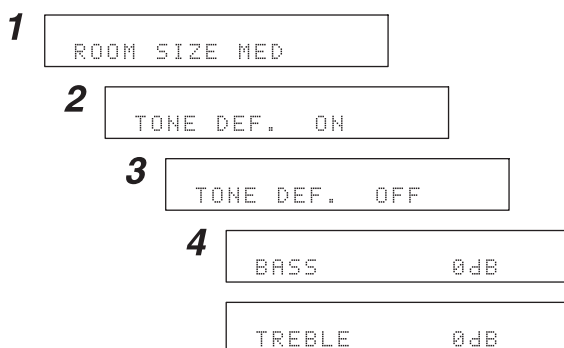 1
ROOM SIZE MED
2
TONE DEF. ON
3
TONE DEF. OFF
4
BASS 0dB
TREBLE 0dB